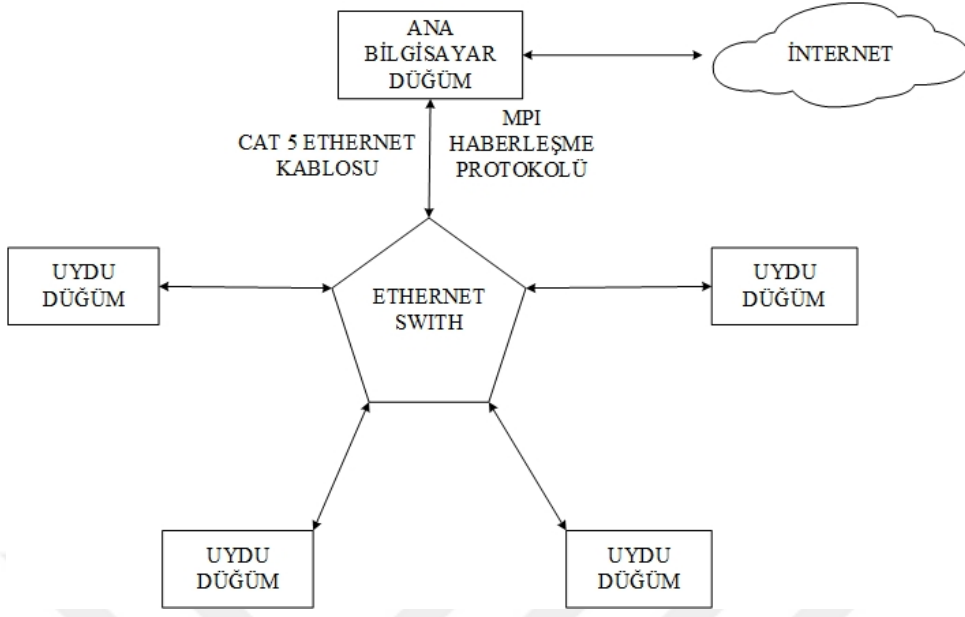 ANA
BİLGİSAYAR
DÜĞÜM
İNTERNET
CAT 5 ETHERNET
KABLOSU
MPI
HABERLEŞME
PROTOKOLÜ
UYDU
DÜĞÜM
ETHERNET
SWITH
UYDU
DÜĞÜM
UYDU
DÜĞÜM
UYDU
DÜĞÜM